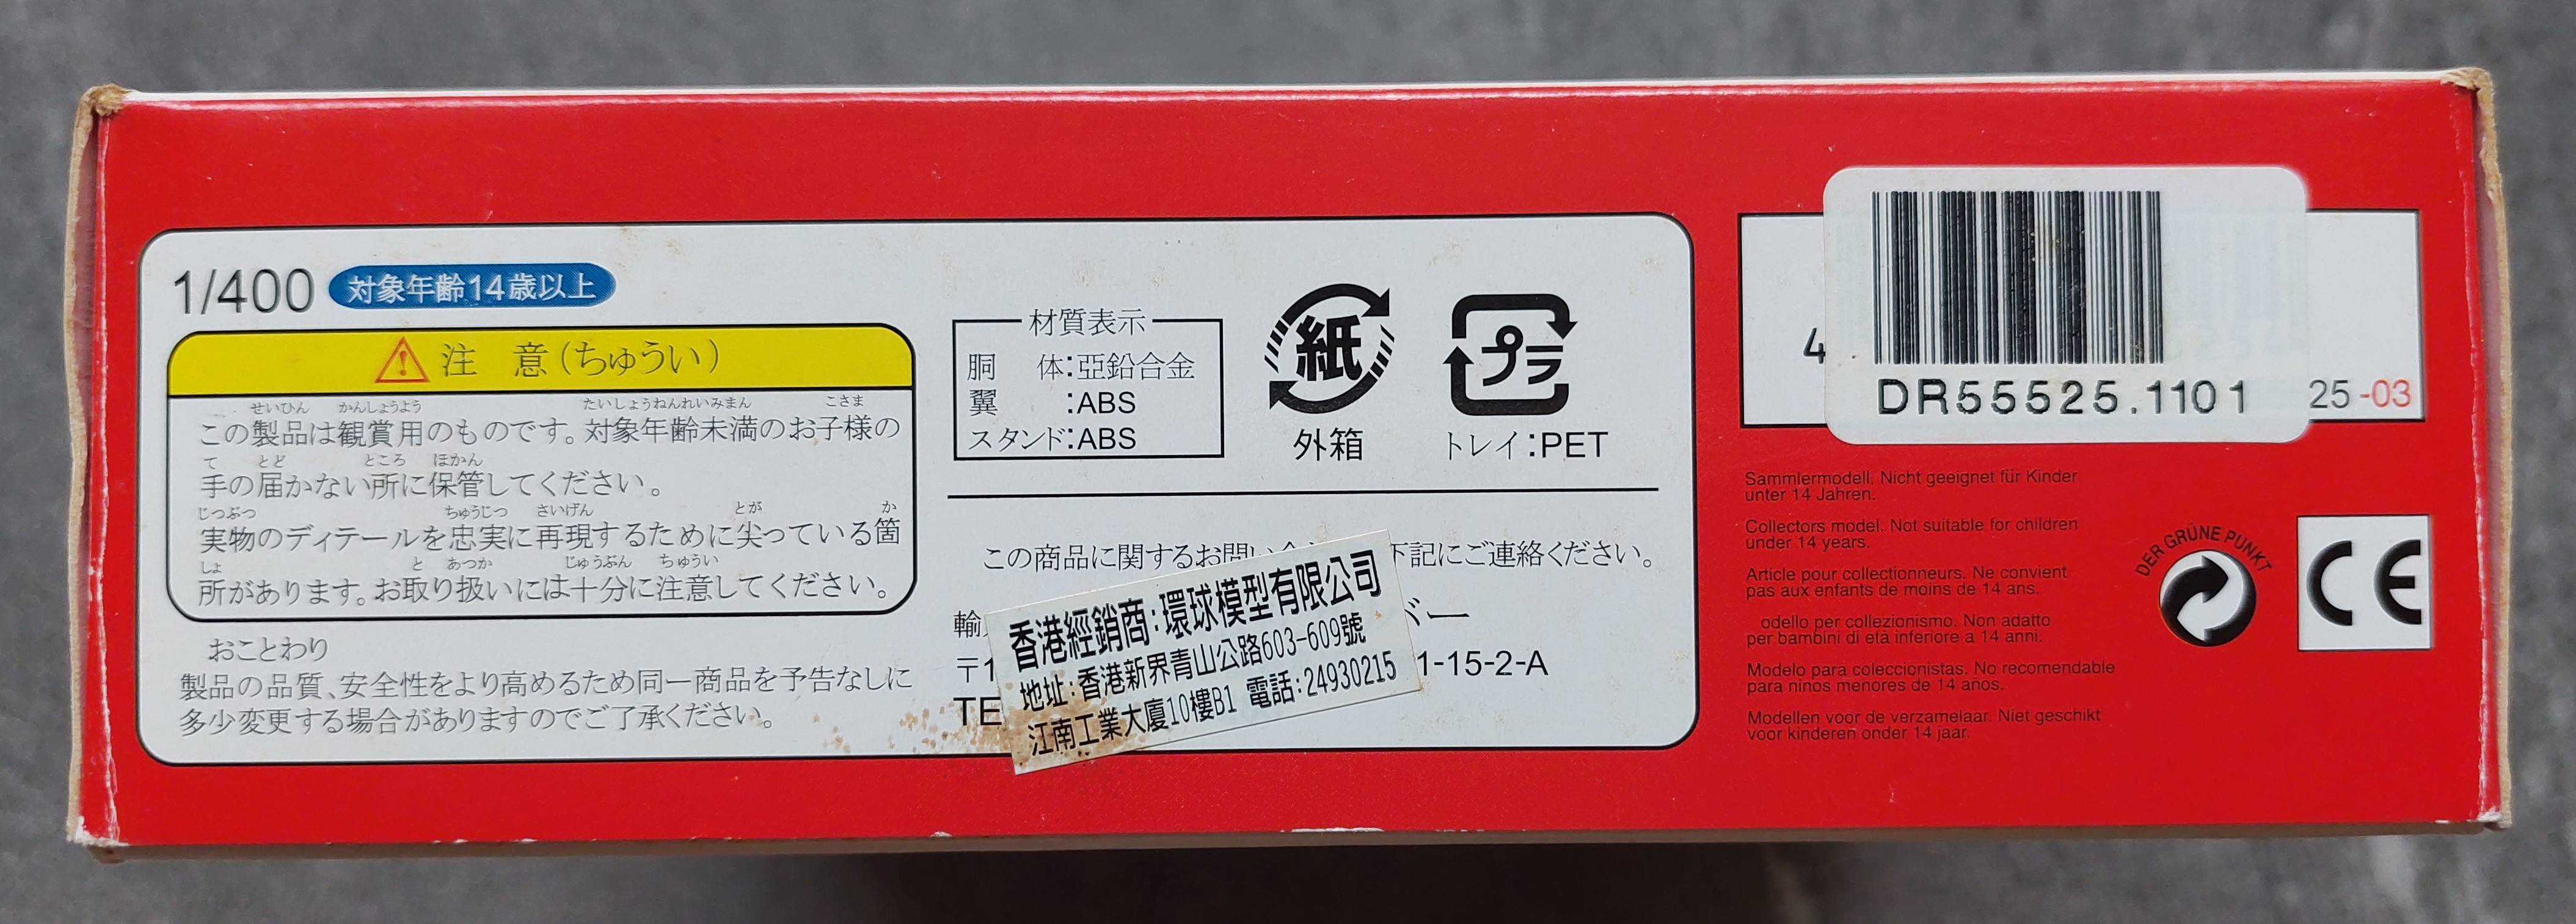 1/400 対象年齢14歳以上
注 意(ちゅうい)
せいひん かんしょうよう たいしょうねんれいみまん こさま
この製品は観賞用のものです。対象年齢未満のお子様の
て とど ところ ほかん
手の届かない所に保管してください。
じつぶつ ちゅうじつ さいげん とが か
実物のディテールを忠実に再現するために尖っている箇
しょ と あつか じゅうぶん ちゅうい
所があります。お取り扱いには十分に注意してください。
おことわり
製品の品質、安全性をより高めるため同一商品を予告なしに
多少変更する場合がありますのでご了承ください。
材質表示
胴 体:亞鉛合金
翼 :ABS
スタンド:ABS
紙
外箱
プラ
トレイ:PET
この商品に関するお問い 下記にご連絡ください。
輸 バー
〒1 1-15-2-A
TE
香港經銷商:環球模型有限公司
地址:香港新界青山公路603-609號
江南工業大廈10樓B1 電話:24930215
4
DR55525.1101
25-03
Sammlermodell. Nicht geeignet für Kinder
unter 14 Jahren.
Collectors model. Not suitable for children
under 14 years.
Article pour collectionneurs. Ne convient
pas aux enfants de moins de 14 ans.
odello per collezionismo. Non adatto
per bambini di età inferiore a 14 anni.
Modelo para coleccionistas. No recomendable
para niños menores de 14 años.
Modellen voor de verzamelaar. Niet geschikt
voor kinderen onder 14 jaar.
DER GRÜNE PUNKT
CE